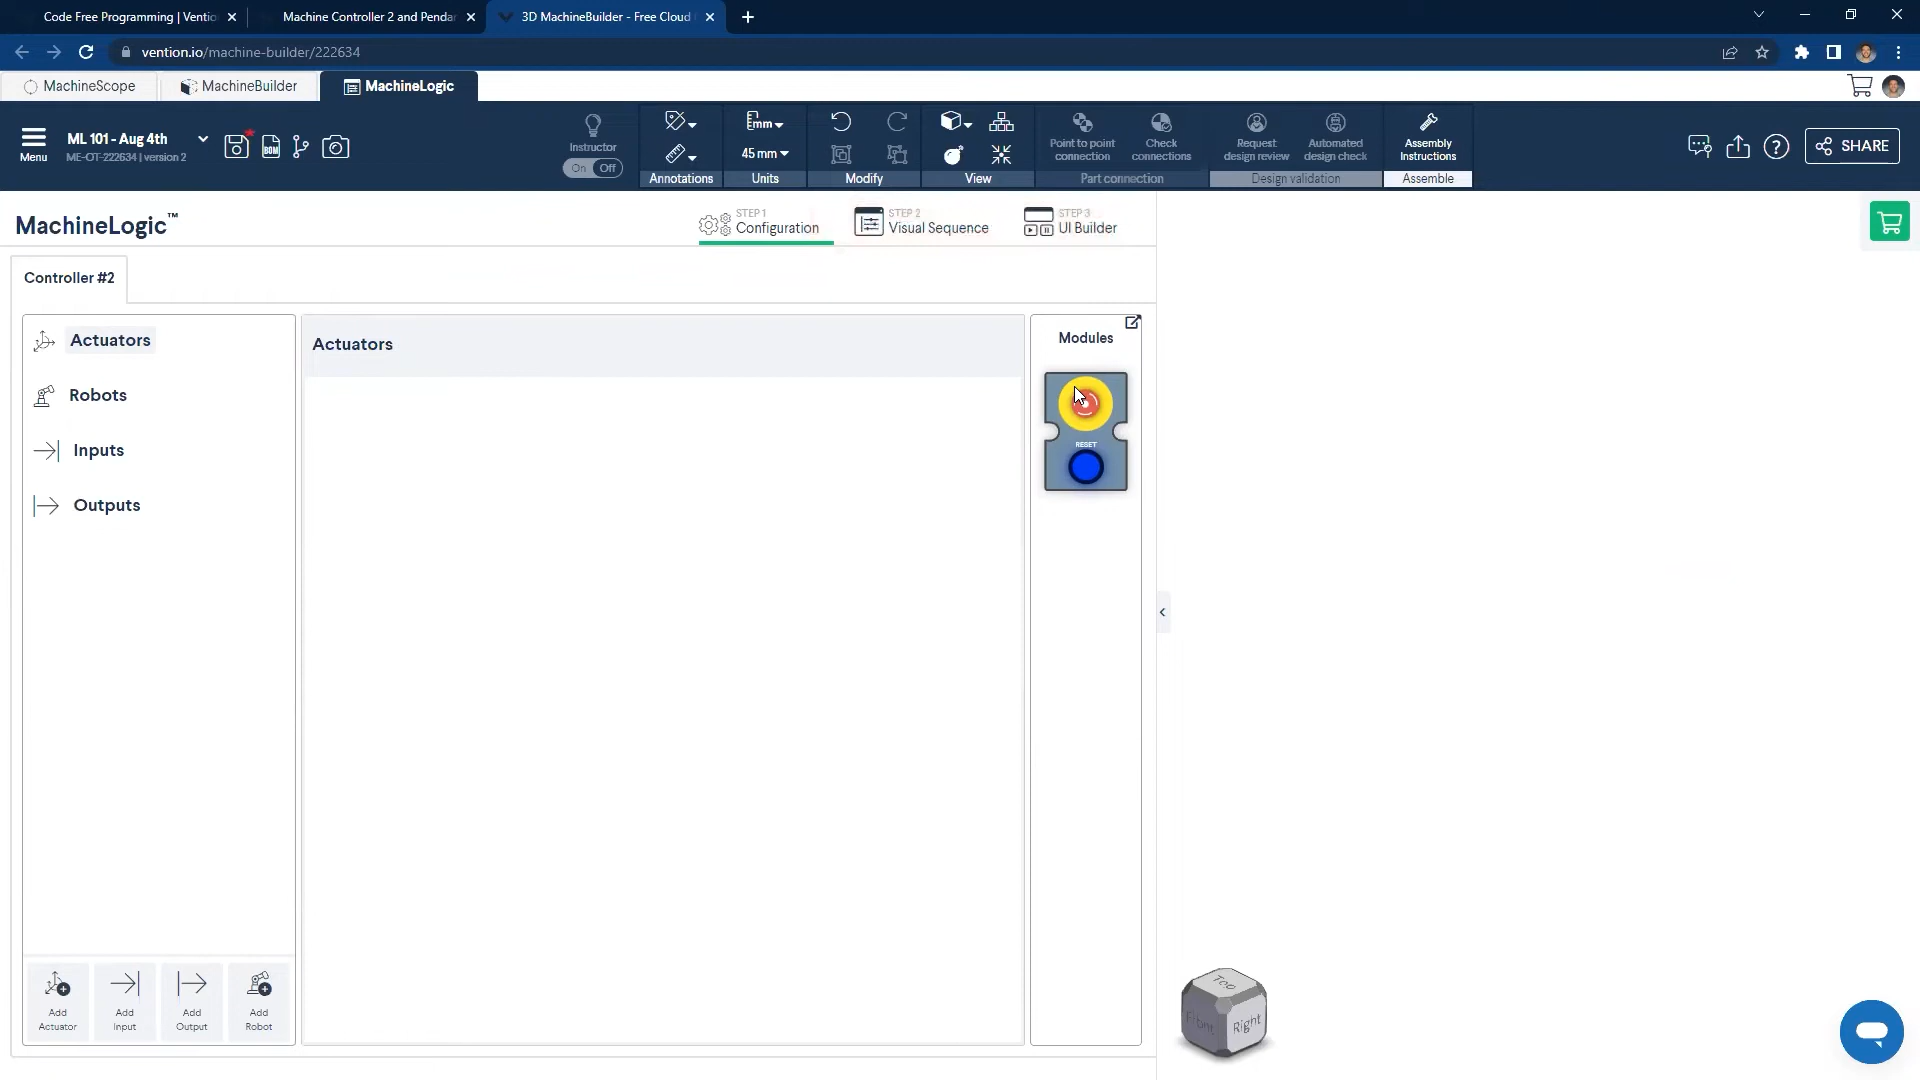 Code Free Programming | Ventio
Machine Controller 2 and Pendar
3D MachineBuilder - Free Cloud
vention.io/machine-builder/222634
MachineScope
MachineBuilder
MachineLogic
Menu
ML 101 - Aug 4th
ME-OT-222634 | version 2
BOM
Instructor
On Off
Annotations
mm
45 mm
Units
Modify
View
Point to point
connection
Check
connections
Part connection
Request
design review
Automated
design check
Design validation
Assembly
Instructions
Assemble
SHARE
MachineLogic™
STEP 1
Configuration
STEP 2
Visual Sequence
STEP 3
UI Builder
Controller #2
Actuators
Robots
Inputs
Outputs
Actuators
Modules
RESET
Add
Actuator
Add
Input
Add
Output
Add
Robot
Top
Front
Right